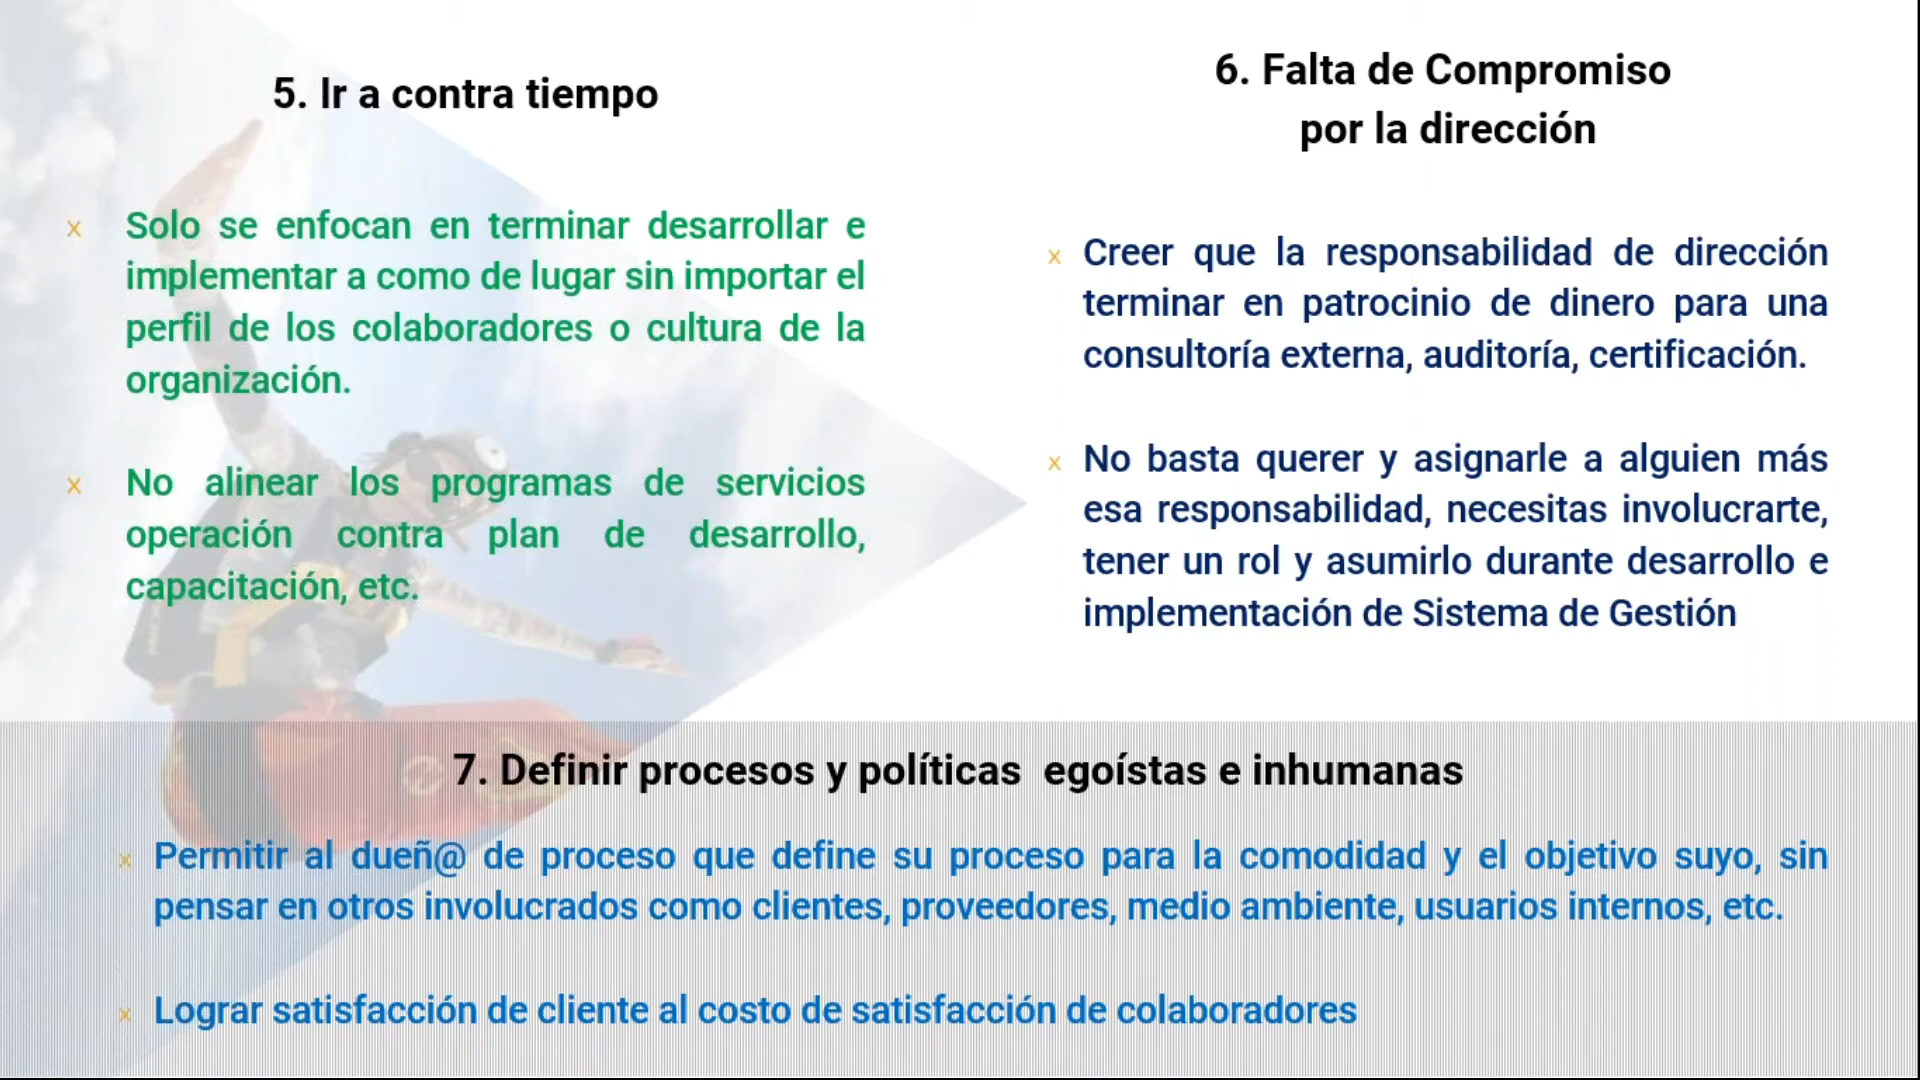 5. Ir a contra tiempo
x Solo se enfocan en terminar desarrollar e
implementar a como de lugar sin importar el
perfil de los colaboradores o cultura de la
organización.
x No alinear los programas de servicios
operación contra plan de desarrollo,
capacitación, etc.
6. Falta de Compromiso
por la dirección
x Creer que la responsabilidad de dirección
terminar en patrocinio de dinero para una
consultoría externa, auditoría, certificación.
x No basta querer y asignarle a alguien más
esa responsabilidad, necesitas involucrarte,
tener un rol y asumirlo durante desarrollo e
implementación de Sistema de Gestión
7. Definir procesos y políticas  egoístas e inhumanas
x Permitir al dueñ@ de proceso que define su proceso para la comodidad y el objetivo suyo, sin
pensar en otros involucrados como clientes, proveedores, medio ambiente, usuarios internos, etc.
x Lograr satisfacción de cliente al costo de satisfacción de colaboradores